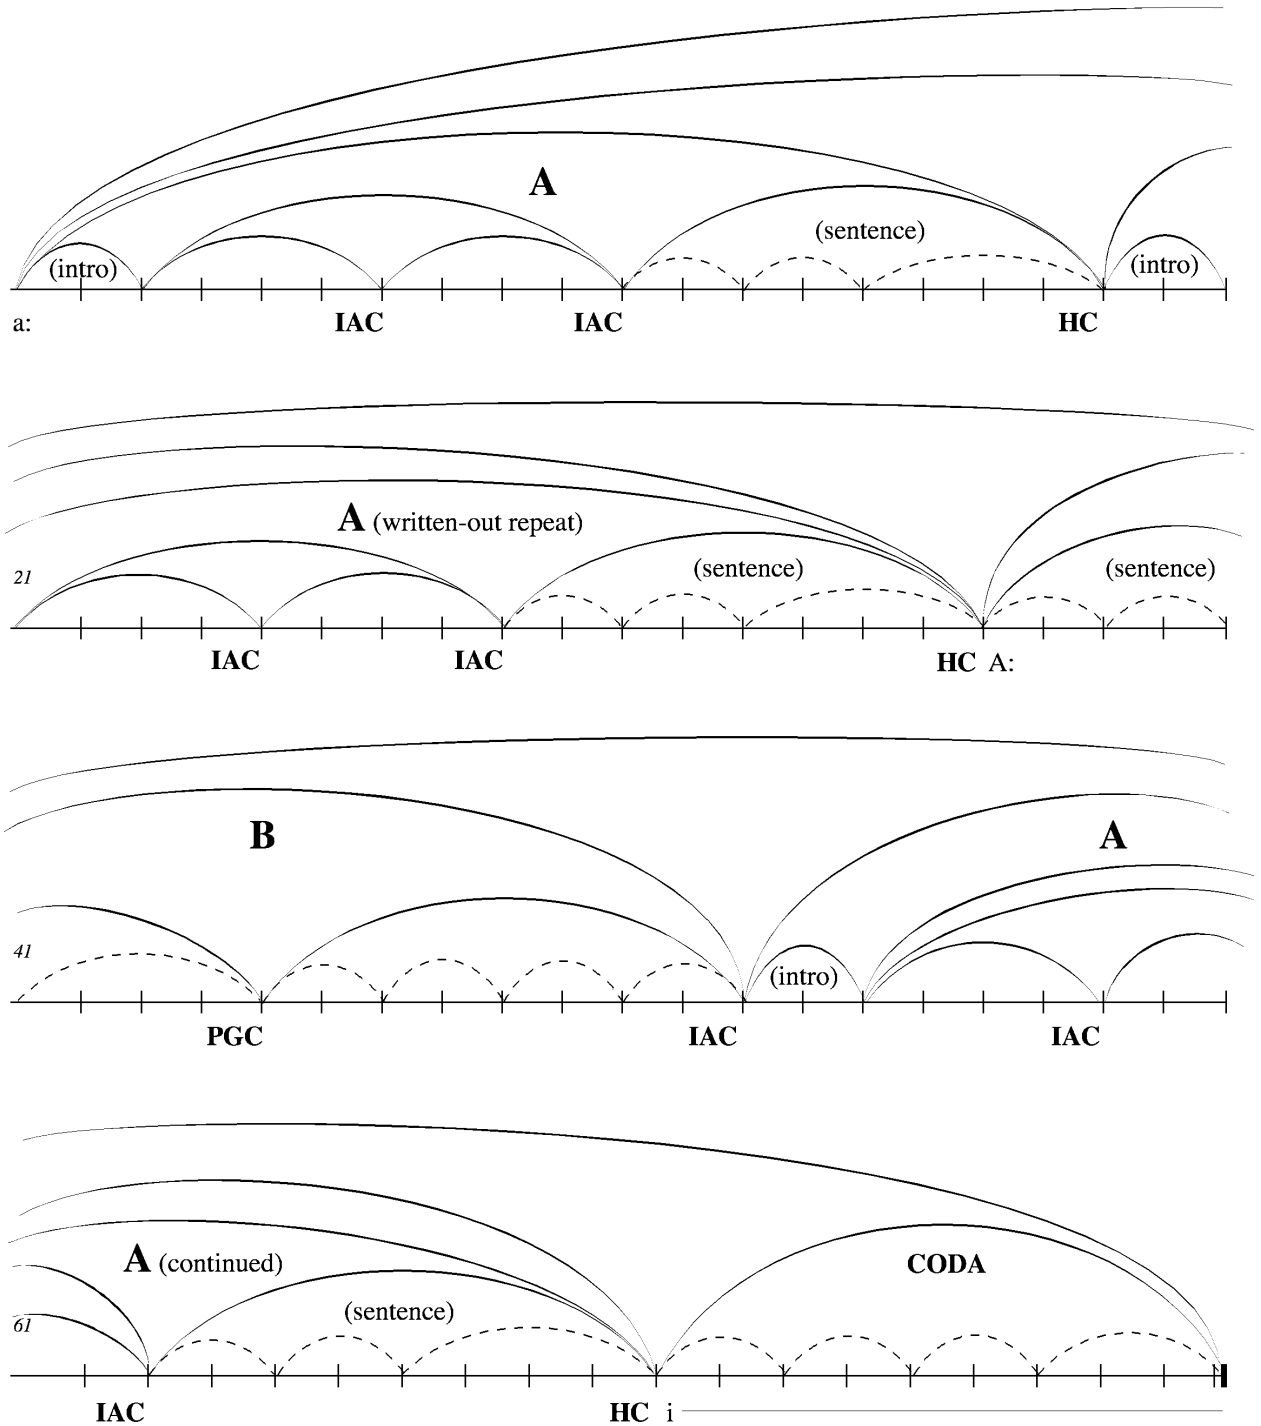 A
(sentence)
(intro) (intro)
a: IAC IAC HC
A (written-out repeat)
21 (sentence) (sentence)
IAC IAC HC A:
B A
41 (intro)
PGC IAC IAC
A (continued) CODA
61 (sentence)
IAC HC i